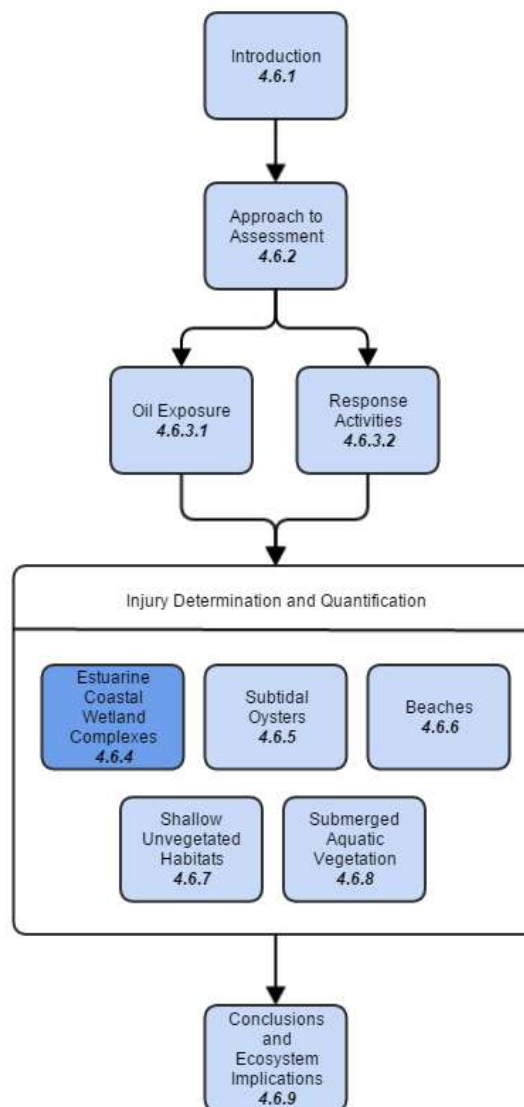 Introduction
4.6.1
Approach to
Assessment
4.6.2
Oil Exposure
4.6.3.1
Response
Activities
4.6.3.2
Injury Determination and Quantification
Estuarine
Coastal
Wetland
Complexes
4.6.4
Subtidal
Oysters
4.6.5
Beaches
4.6.6
Shallow
Unvegetated
Habitats
4.6.7
Submerged
Aquatic
Vegetation
4.6.8
Conclusions
and
Ecosystem
Implications
4.6.9